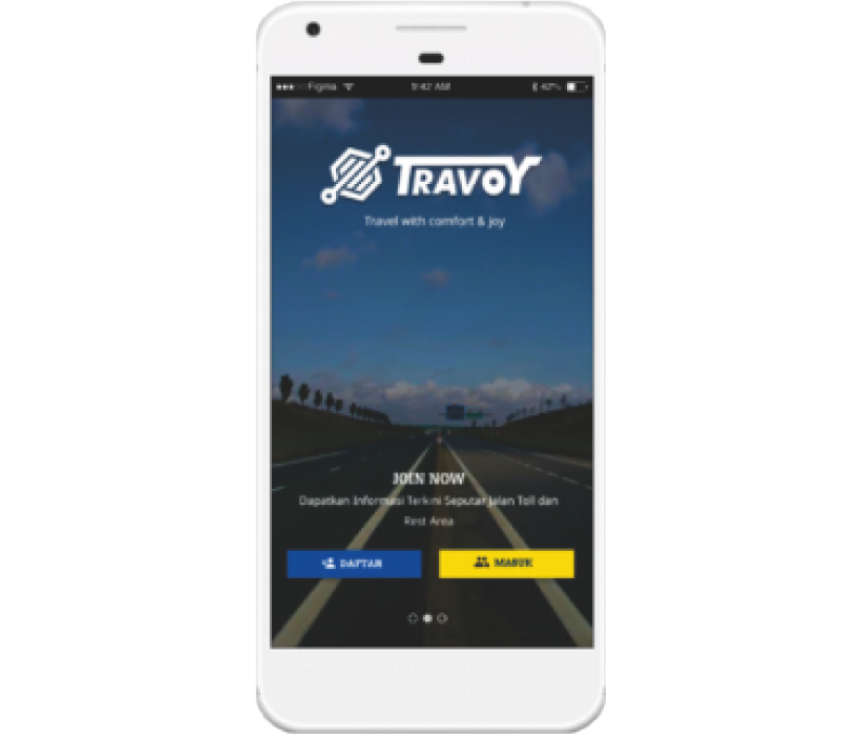 Figma 9:42 AM 42%
TRAVOY
Travel with comfort & joy
JOIN NOW
Dapatkan Informasi Terkini Seputar Jalan Toll dan
Rest Area
DAFTAR MASUK